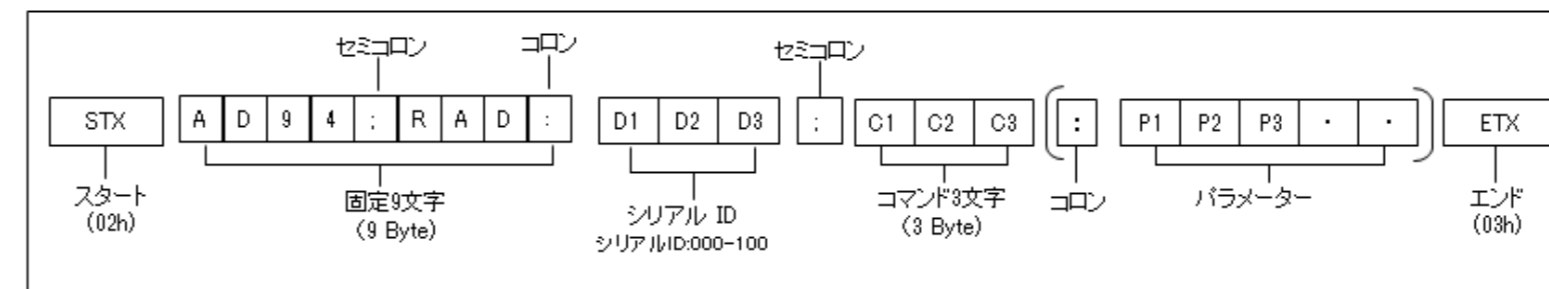 セミコロン
コロン
セミコロン
STX
A D 9 4 ; R A D :
D1 D2 D3
;
C1 C2 C3
:
P1 P2 P3 ・ ・
ETX
スタート
(02h)
固定9文字
(9 Byte)
シリアル ID
シリアルID:000-100
コマンド3文字
(3 Byte)
コロン
パラメーター
エンド
(03h)